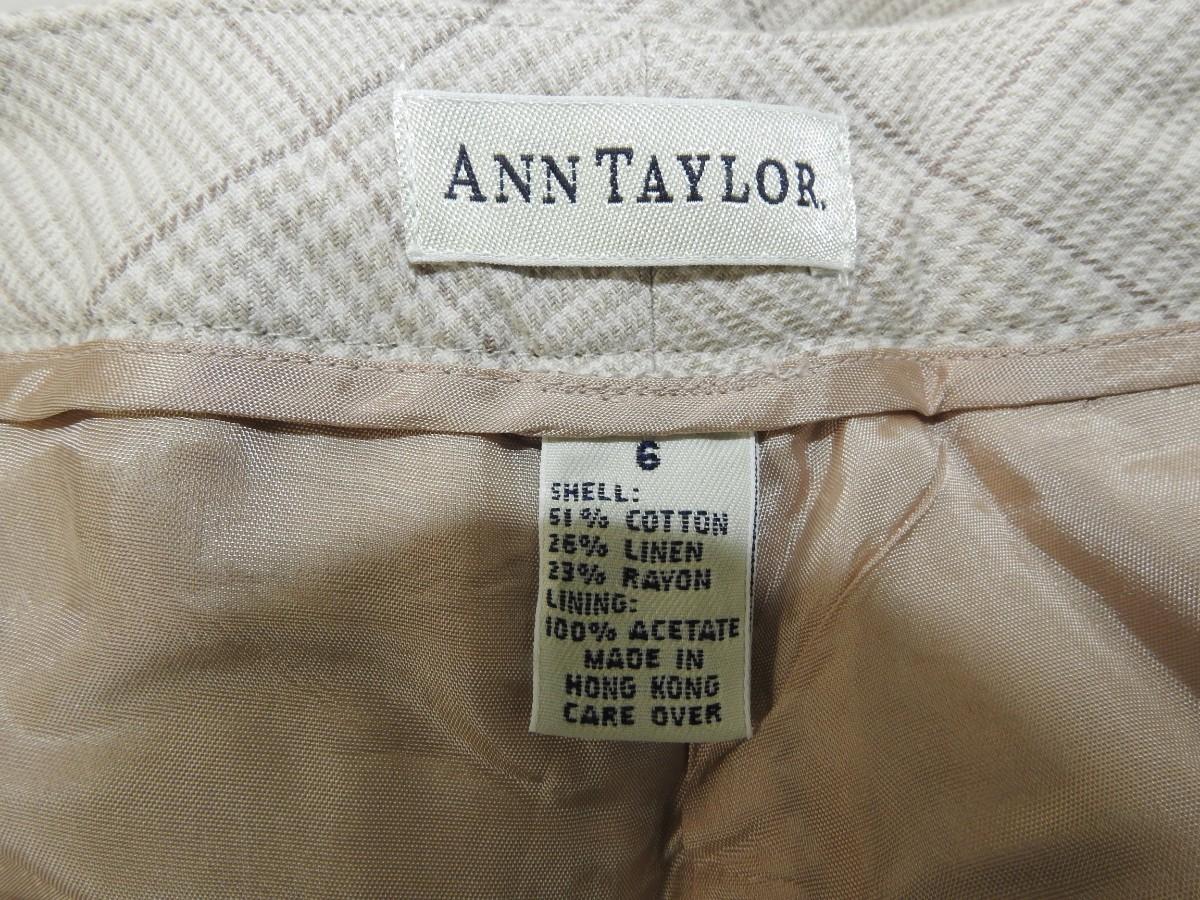 ANN TAYLOR.
6
SHELL:
51% COTTON
26% LINEN
23% RAYON
LINING:
100% ACETATE
MADE IN
HONG KONG
CARE OVER